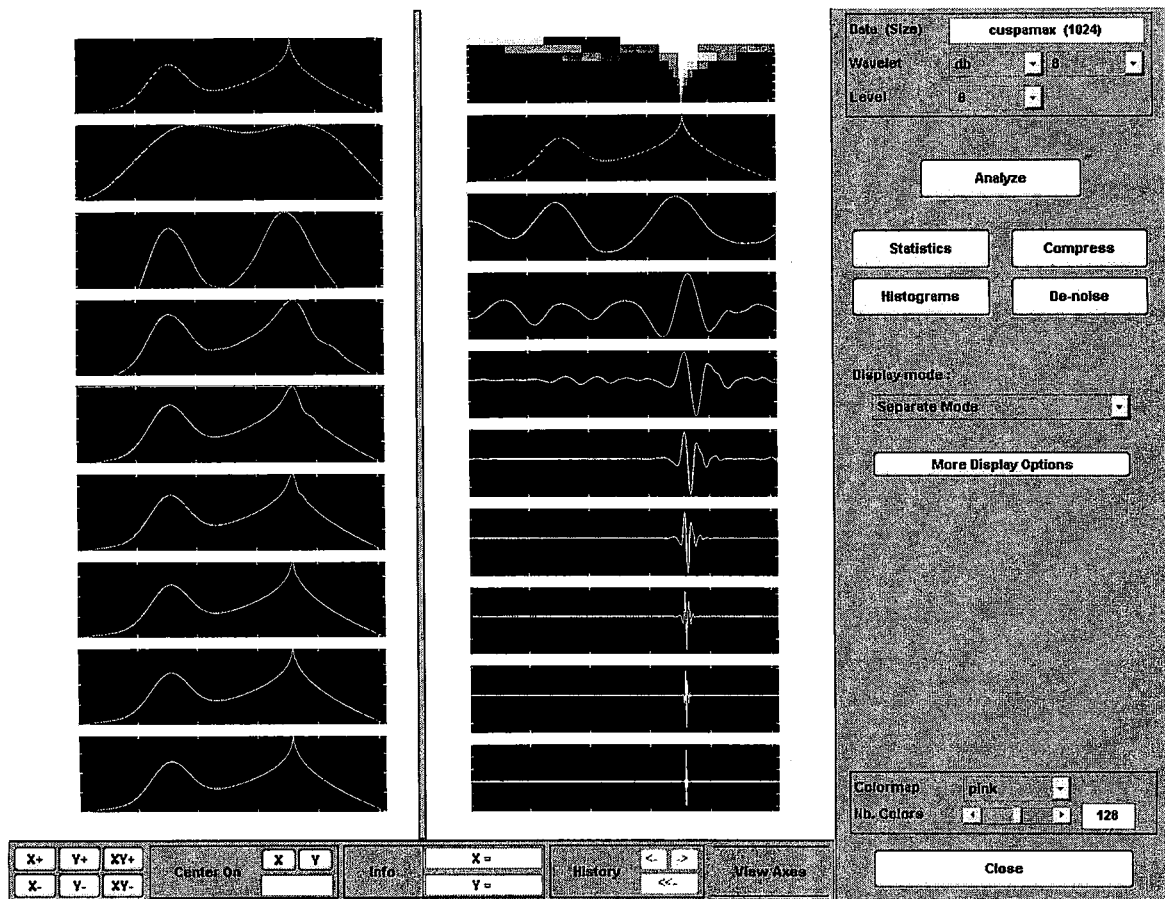 Data (Size) cuspamax (1024)
Wavelet db 8
Level 8
Analyze
Statistics Compress
Histograms De-noise
Display mode :
Separate Mode
More Display Options
Colormap pink
Nb. Colors 128
X+ Y+ XY+
X- Y- XY-
Center On X Y
Info X =
Y =
History <- ->
<<-
View Axes
Close